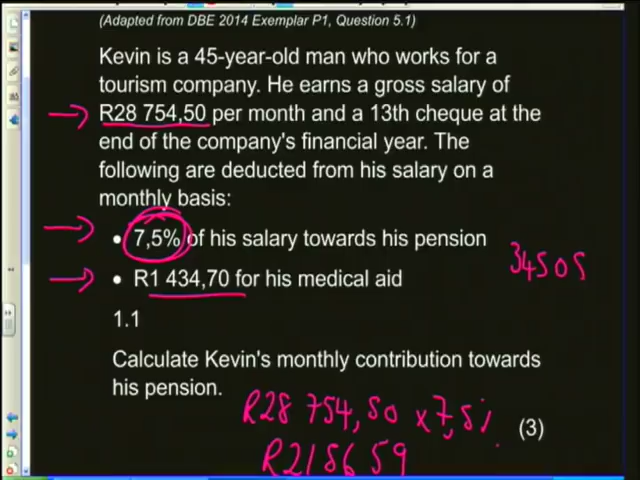 (Adapted from DBE 2014 Exemplar P1, Question 5.1)
Kevin is a 45-year-old man who works for a
tourism company. He earns a gross salary of
R28 754,50 per month and a 13th cheque at the
end of the company's financial year. The
following are deducted from his salary on a
monthly basis:
• 7,5% of his salary towards his pension
• R1 434,70 for his medical aid
34505
1.1
Calculate Kevin's monthly contribution towards
his pension.
R28 754,50 x 7,5%
(3)
R2156 59